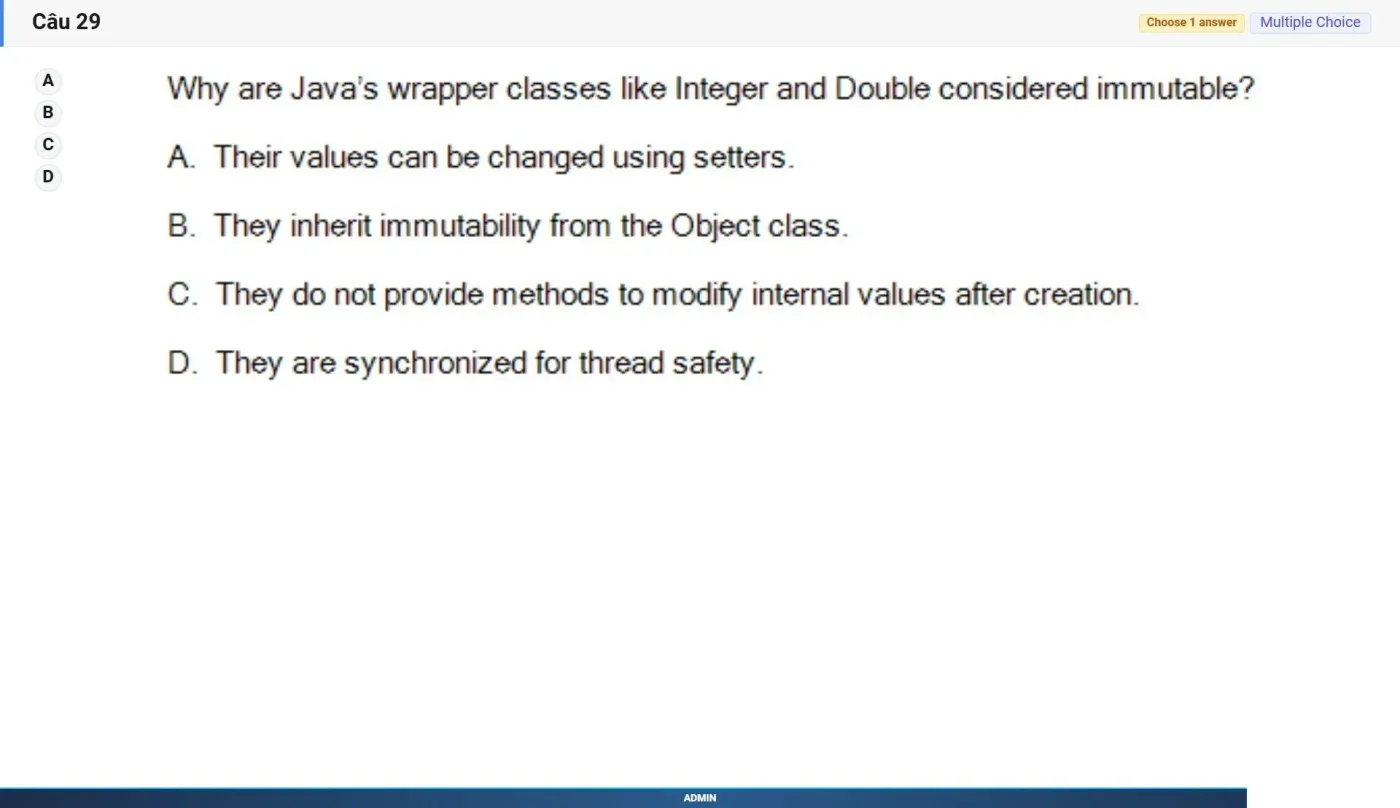 Câu 29
Choose 1 answer
Multiple Choice
A
B
C
D
Why are Java's wrapper classes like Integer and Double considered immutable?
A. Their values can be changed using setters.
B. They inherit immutability from the Object class.
C. They do not provide methods to modify internal values after creation.
D. They are synchronized for thread safety.
ADMIN